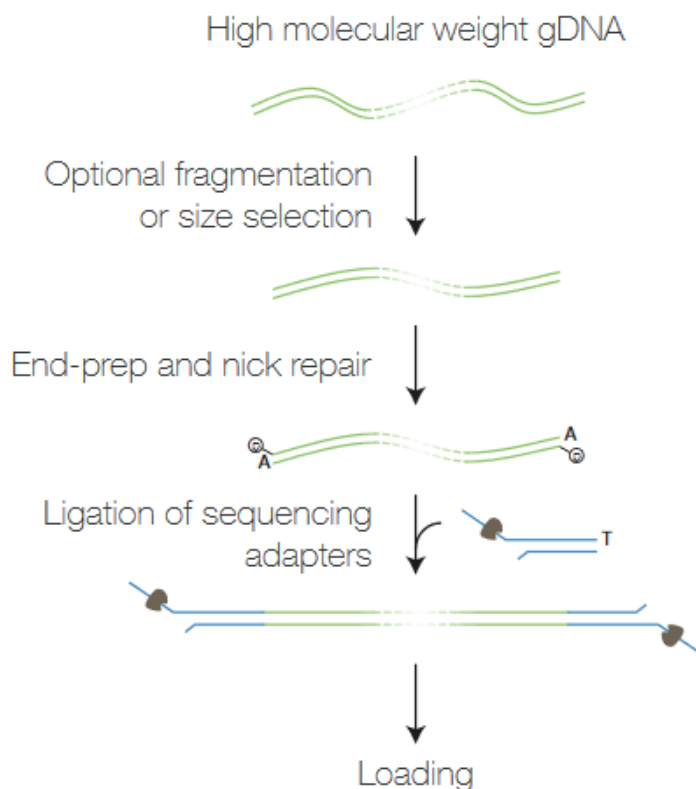 High molecular weight gDNA
Optional fragmentation
or size selection
End-prep and nick repair
P
A
A
P
Ligation of sequencing
adapters
T
Loading